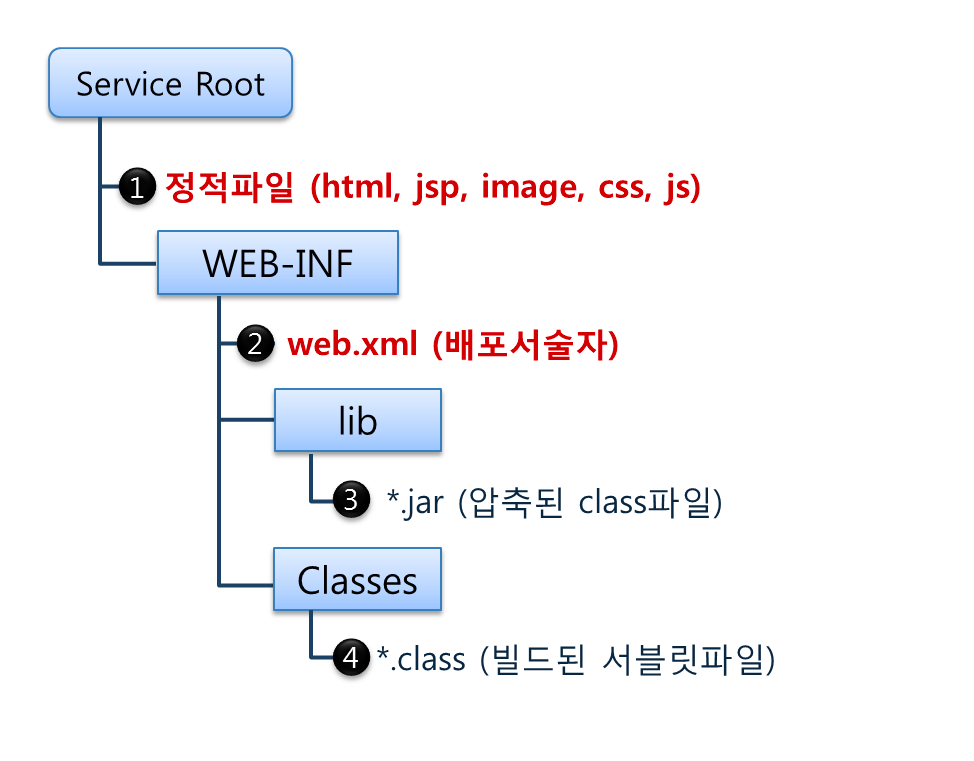 Service Root
1 정적파일 (html, jsp, image, css, js)
WEB-INF
2 web.xml (배포서술자)
lib
3 *.jar (압축된 class파일)
Classes
4 *.class (빌드된 서블릿파일)